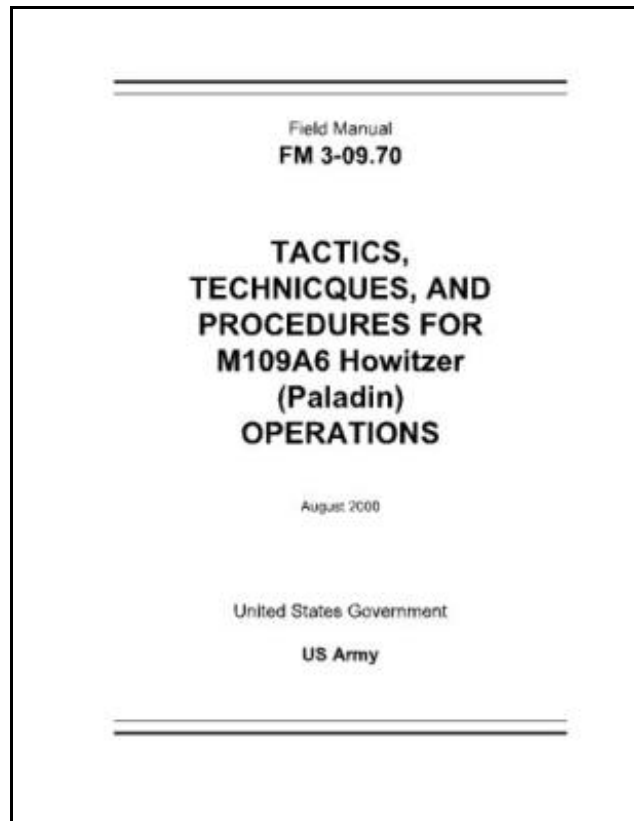 Field Manual
FM 3-09.70
TACTICS,
TECHNICQUES, AND
PROCEDURES FOR
M109A6 Howitzer
(Paladin)
OPERATIONS
August 2000
United States Government
US Army